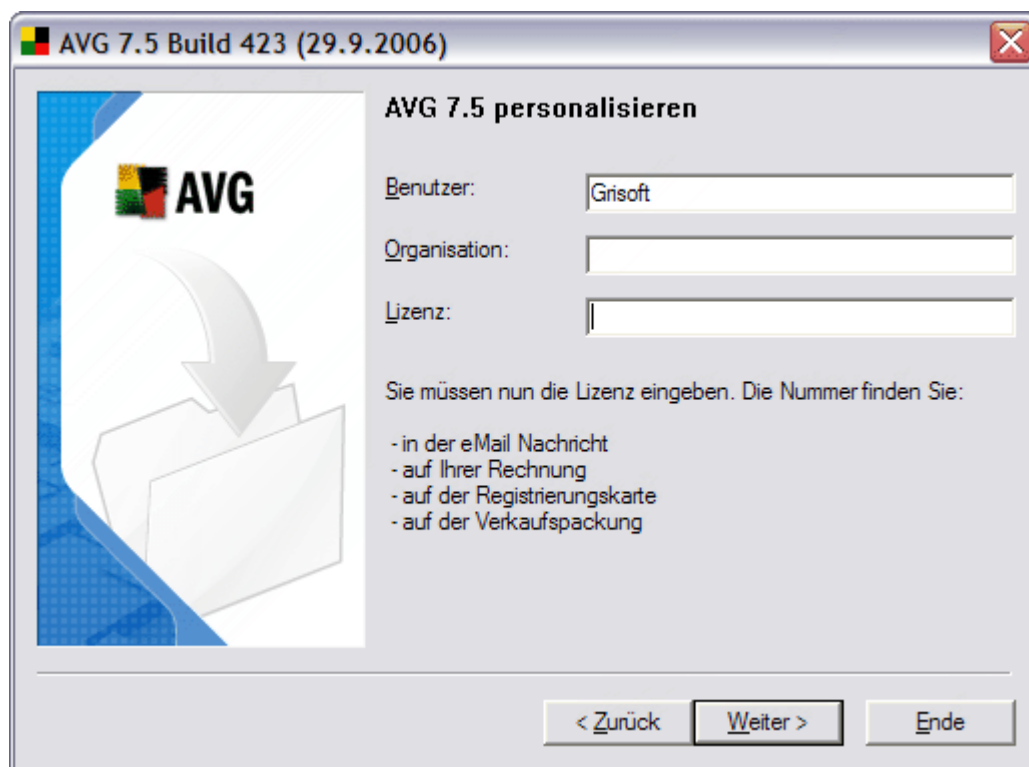 AVG 7.5 Build 423 (29.9.2006)
AVG
AVG 7.5 personalisieren
Benutzer: Grisoft
Organisation:
Lizenz:
Sie müssen nun die Lizenz eingeben. Die Nummer finden Sie:
- in der eMail Nachricht
- auf Ihrer Rechnung
- auf der Registrierungskarte
- auf der Verkaufspackung
< Zurück Weiter > Ende